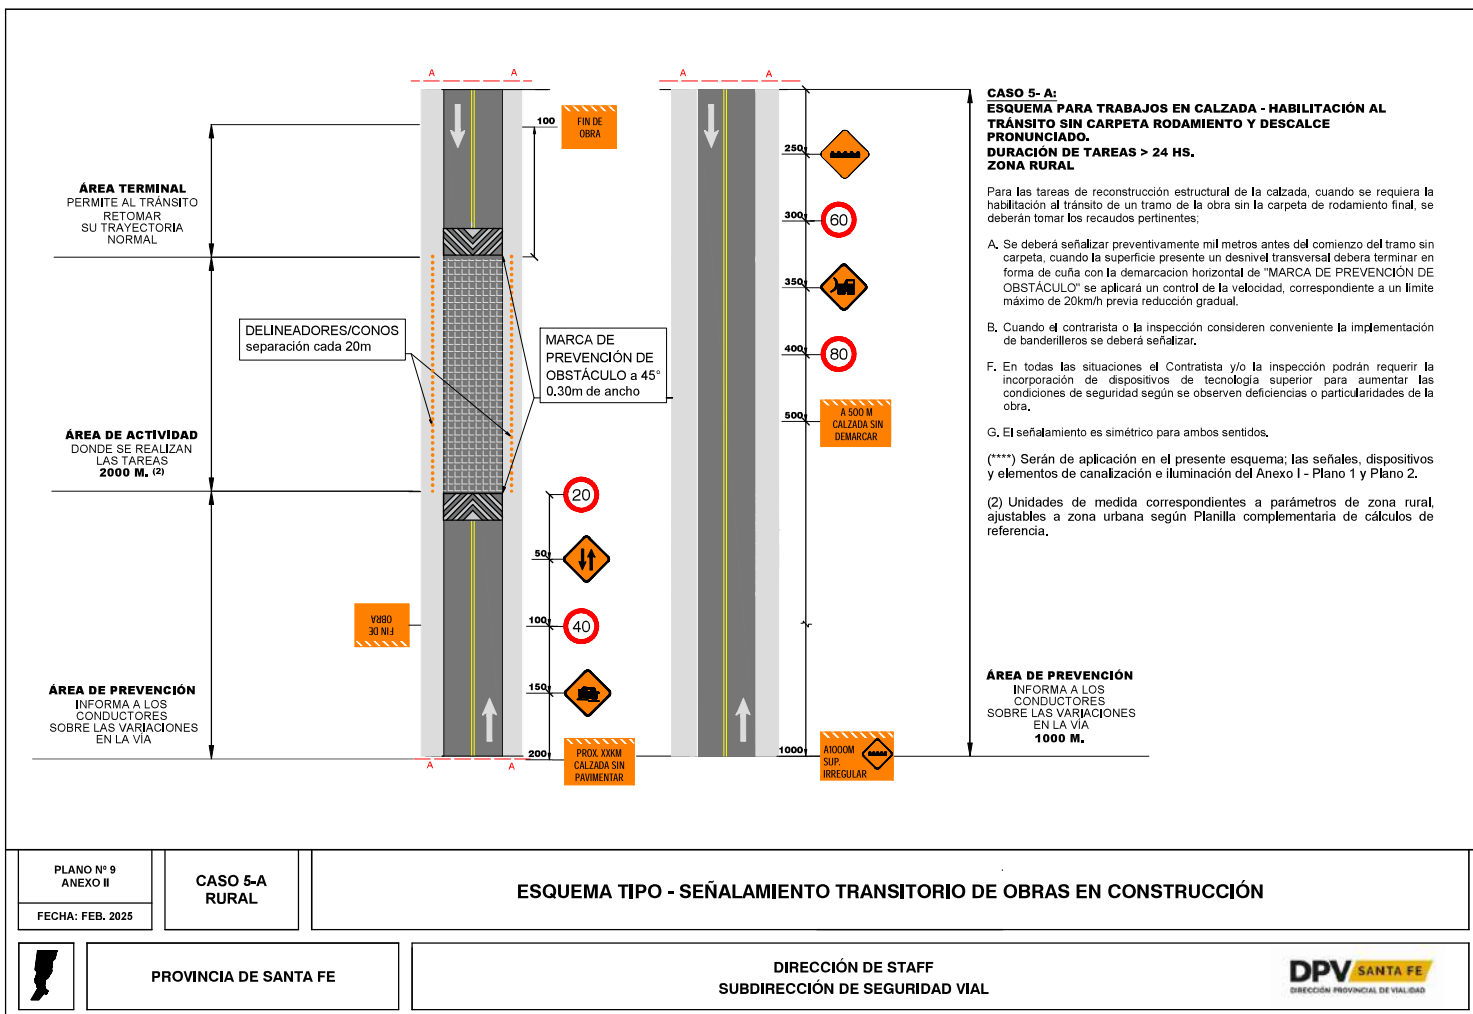 A
A
A
A
100
FIN DE
OBRA
ÁREA TERMINAL
PERMITE AL TRÁNSITO
RETOMAR
SU TRAYECTORIA
NORMAL
DELINEADORES/CONOS
separación cada 20m
MARCA DE
PREVENCIÓN DE
OBSTÁCULO a 45°
0.30m de ancho
ÁREA DE ACTIVIDAD
DONDE SE REALIZAN
LAS TAREAS
2000 M. (2)
20
50
100
40
FIN DE
OBRA
150
ÁREA DE PREVENCIÓN
INFORMA A LOS
CONDUCTORES
SOBRE LAS VARIACIONES
EN LA VÍA
200
PROX. XXKM
CALZADA SIN
PAVIMENTAR
A
A
250
300
60
350
400
80
500
A 500 M
CALZADA SIN
DEMARCAR
1000
A1000M
SUP.
IRREGULAR
CASO 5- A:
ESQUEMA PARA TRABAJOS EN CALZADA - HABILITACIÓN AL
TRÁNSITO SIN CARPETA RODAMIENTO Y DESCALCE
PRONUNCIADO.
DURACIÓN DE TAREAS > 24 HS.
ZONA RURAL
Para las tareas de reconstrucción estructural de la calzada, cuando se requiera la
habilitación al tránsito de un tramo de la obra sin la carpeta de rodamiento final, se
deberán tomar los recaudos pertinentes;
A. Se deberá señalizar preventivamente mil metros antes del comienzo del tramo sin
carpeta, cuando la superficie presente un desnivel transversal debera terminar en
forma de cuña con la demarcacion horizontal de "MARCA DE PREVENCIÓN DE
OBSTÁCULO" se aplicará un control de la velocidad, correspondiente a un límite
máximo de 20km/h previa reducción gradual.
B. Cuando el contrarista o la inspección consideren conveniente la implementación
de banderilleros se deberá señalizar.
F. En todas las situaciones el Contratista y/o la inspección podrán requerir la
incorporación de dispositivos de tecnología superior para aumentar las
condiciones de seguridad según se observen deficiencias o particularidades de la
obra.
G. El señalamiento es simétrico para ambos sentidos.
(****) Serán de aplicación en el presente esquema; las señales, dispositivos
y elementos de canalización e iluminación del Anexo I - Plano 1 y Plano 2.
(2) Unidades de medida correspondientes a parámetros de zona rural,
ajustables a zona urbana según Planilla complementaria de cálculos de
referencia.
ÁREA DE PREVENCIÓN
INFORMA A LOS
CONDUCTORES
SOBRE LAS VARIACIONES
EN LA VÍA
1000 M.
PLANO Nº 9
ANEXO II
FECHA: FEB. 2025
CASO 5-A
RURAL
ESQUEMA TIPO - SEÑALAMIENTO TRANSITORIO DE OBRAS EN CONSTRUCCIÓN
PROVINCIA DE SANTA FE
DIRECCIÓN DE STAFF
SUBDIRECCIÓN DE SEGURIDAD VIAL
DPV SANTA FE
DIRECCIÓN PROVINCIAL DE VIALIDAD